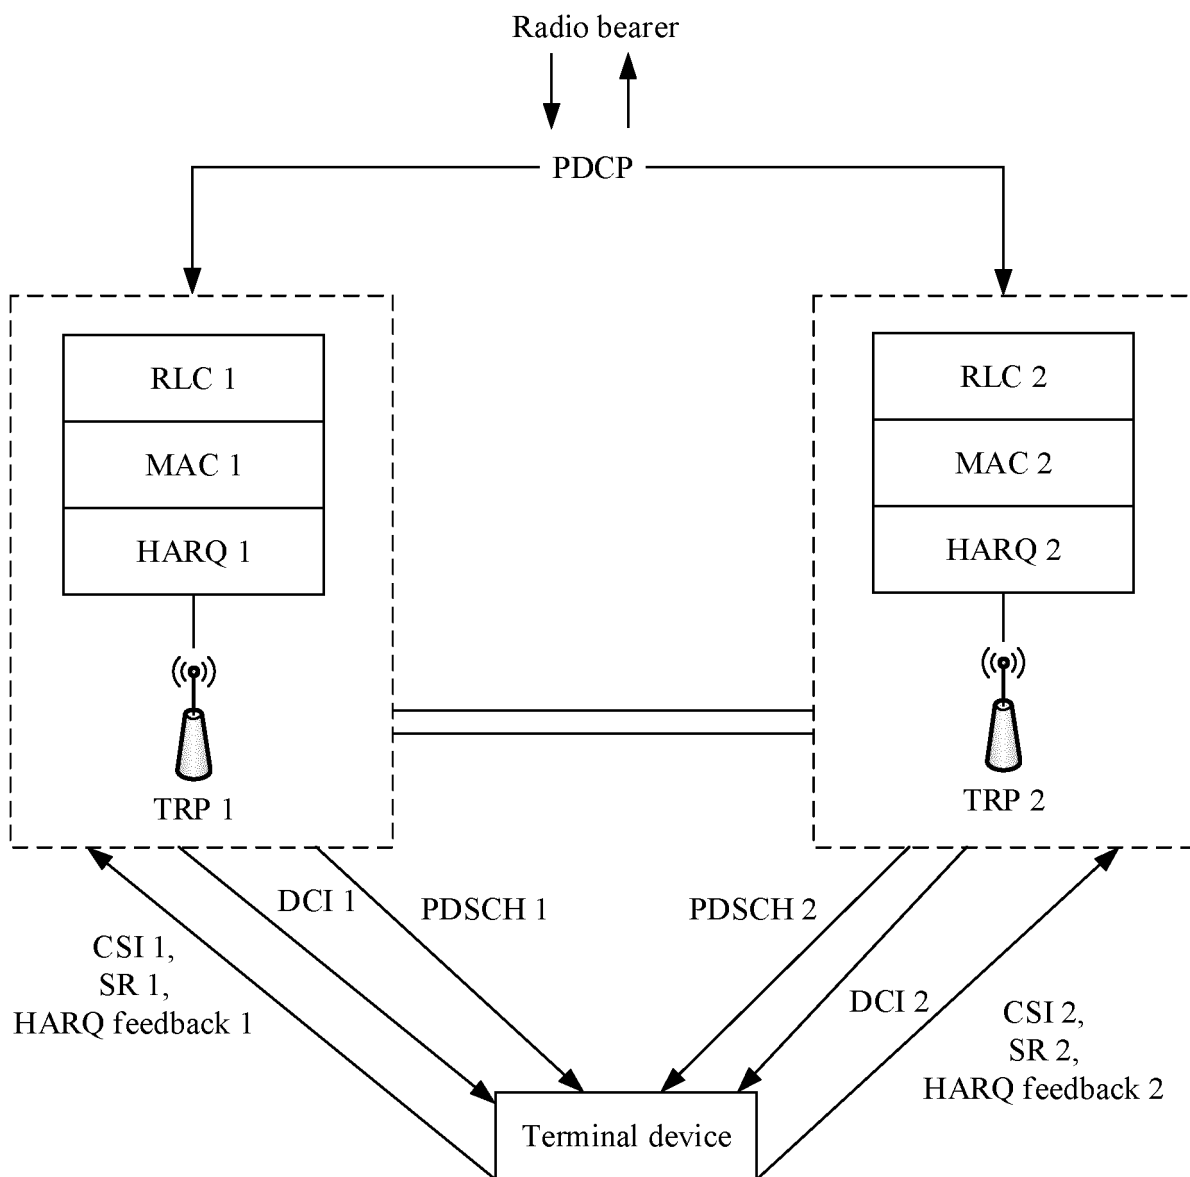 Radio bearer
PDCP
RLC 1
MAC 1
HARQ 1
TRP 1
RLC 2
MAC 2
HARQ 2
TRP 2
DCI 1
PDSCH 1
PDSCH 2
DCI 2
CSI 1,
SR 1,
HARQ feedback 1
CSI 2,
SR 2,
HARQ feedback 2
Terminal device